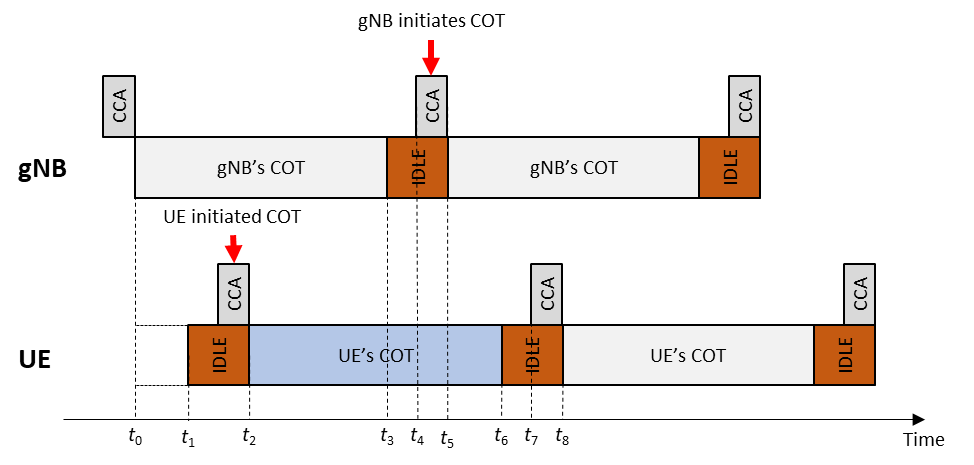 gNB initiates COT
CCA
CCA
CCA
gNB
gNB's COT
IDLE
gNB's COT
IDLE
UE initiated COT
CCA
CCA
CCA
UE
IDLE
UE's COT
IDLE
UE's COT
IDLE
t0 t1 t2 t3 t4 t5 t6 t7 t8
Time